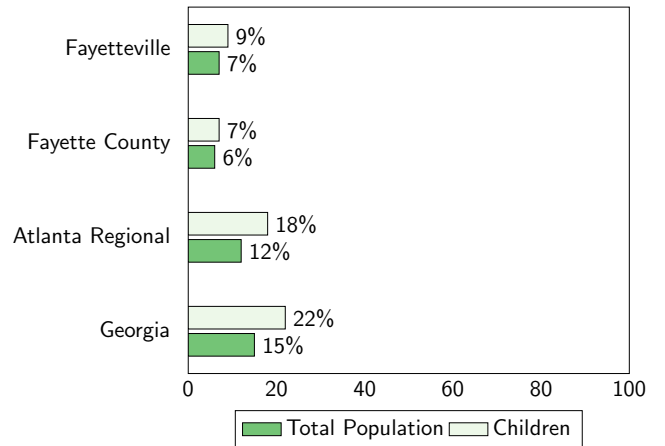 Fayetteville
9%
7%
Fayette County
7%
6%
Atlanta Regional
18%
12%
Georgia
22%
15%
0 20 40 60 80 100
Total Population Children